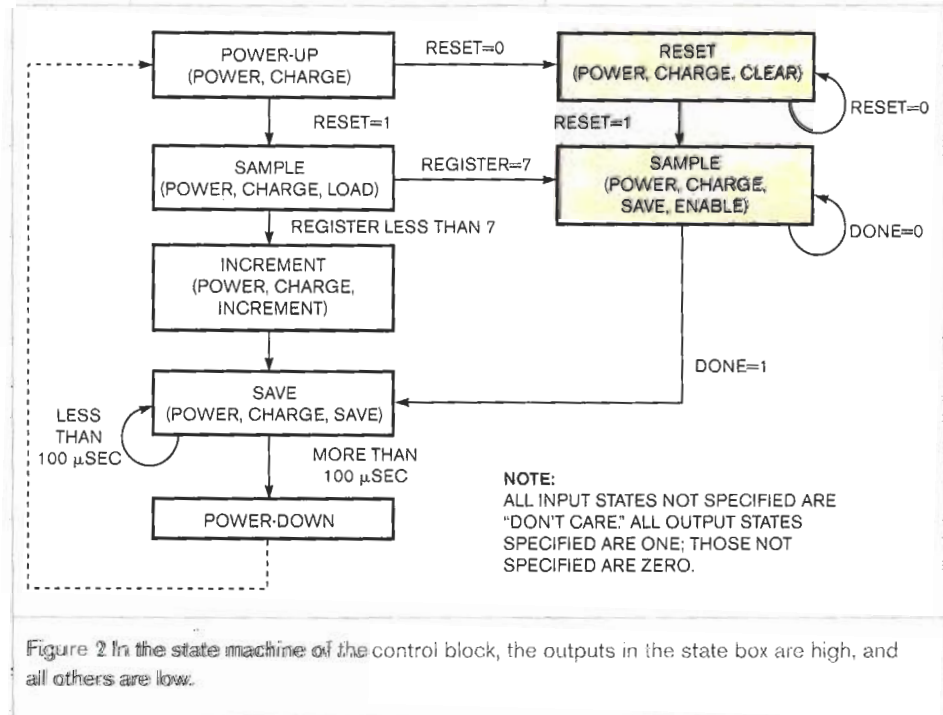 POWER-UP
(POWER, CHARGE)
RESET=0
RESET
(POWER, CHARGE, CLEAR)
RESET=0
RESET=1
RESET=1
SAMPLE
(POWER, CHARGE, LOAD)
REGISTER=7
SAMPLE
(POWER, CHARGE,
SAVE, ENABLE)
DONE=0
REGISTER LESS THAN 7
INCREMENT
(POWER, CHARGE,
INCREMENT)
DONE=1
SAVE
(POWER, CHARGE, SAVE)
LESS
THAN
100 μSEC
MORE THAN
100 μSEC
POWER-DOWN
NOTE:
ALL INPUT STATES NOT SPECIFIED ARE
"DON'T CARE." ALL OUTPUT STATES
SPECIFIED ARE ONE; THOSE NOT
SPECIFIED ARE ZERO.
Figure 2 In the state machine of the control block, the outputs in the state box are high, and
all others are low.